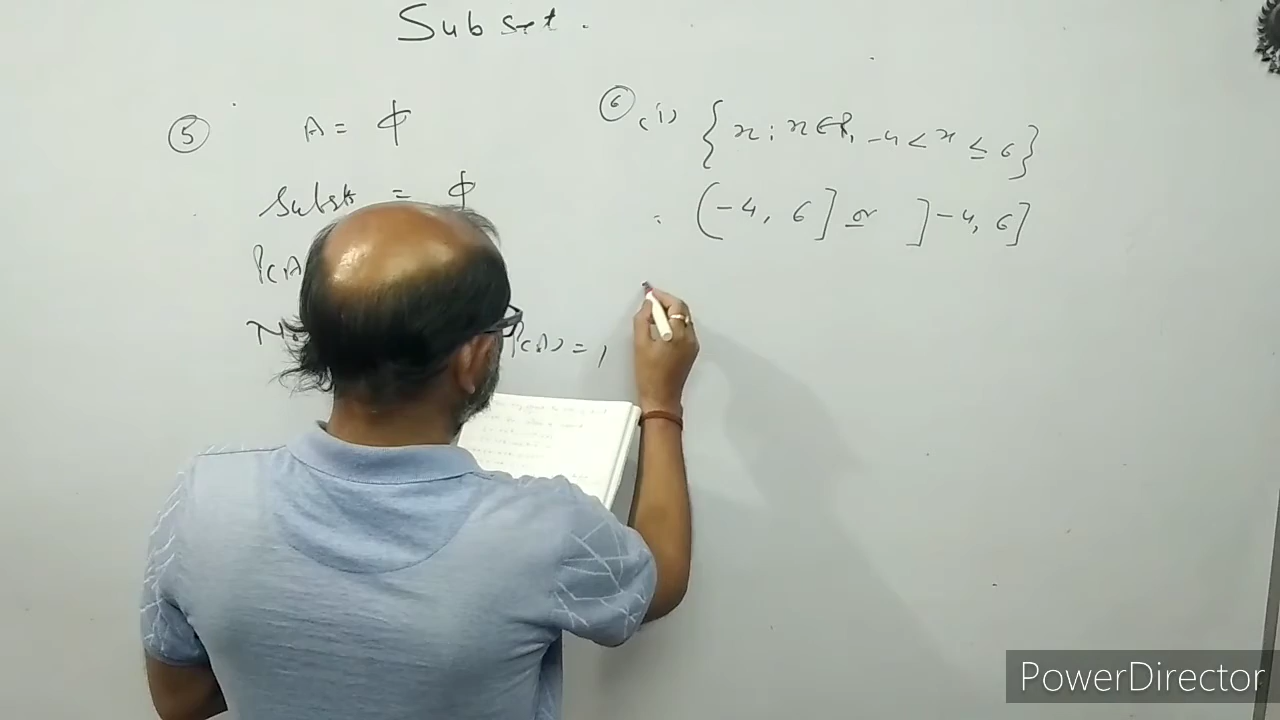 Subset.
⑤ A = ϕ
Subset = ϕ
P(A
P(A) = 1
⑥ (i) {x : x ∈ R, -4 < x ≤ 6}
= (-4, 6] or ]-4, 6]
PowerDirector